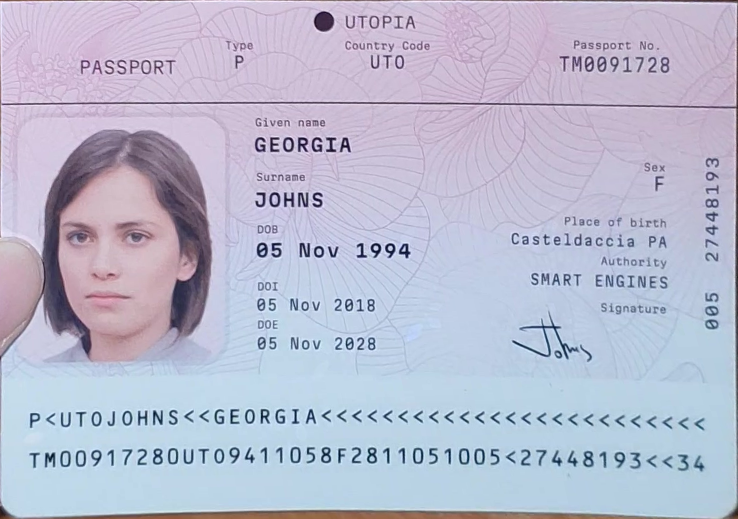 UTOPIA
Type
Country Code
Passport No.
PASSPORT
P
UTO
TM0091728
Given name
GEORGIA
Surname
JOHNS
DOB
05 Nov 1994
DOI
05 Nov 2018
DOE
05 Nov 2028
Sex
F
Place of birth
Casteldaccia PA
Authority
SMART ENGINES
Signature
Johns
005 27448193
P<UTOJOHNS<<GEORGIA<<<<<<<<<<<<<<<<<<<<<<<<<
TM00917280UTO9411058F2811051005<27448193<<34